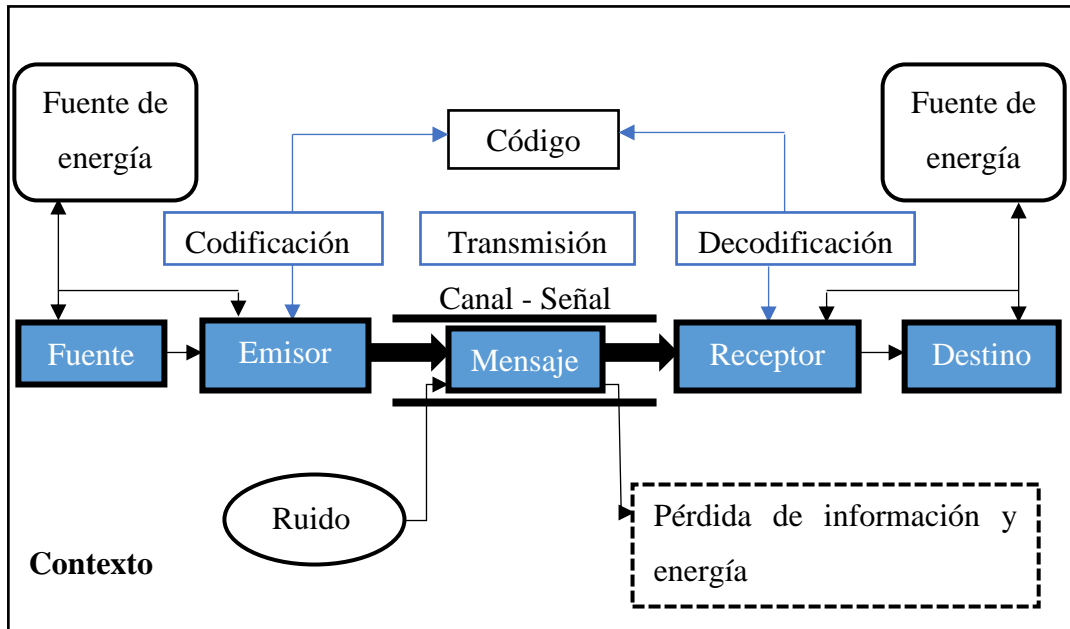 Fuente de
energía
Fuente de
energía
Código
Codificación
Transmisión
Decodificación
Canal - Señal
Fuente
Emisor
Mensaje
Receptor
Destino
Ruido
Pérdida de información y
energía
Contexto